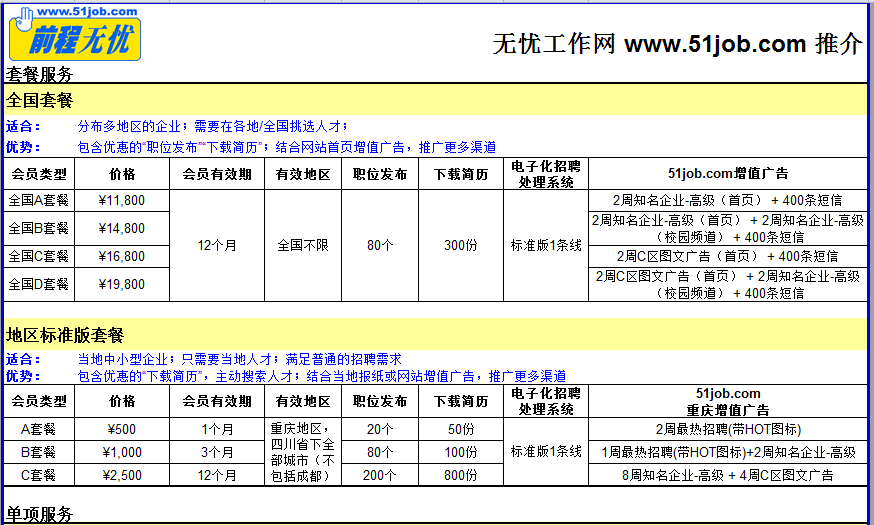 www.51job.com
前程无忧
无忧工作网 www.51job.com 推介
套餐服务
全国套餐
适合： 分布多地区的企业；需要在各地/全国挑选人才；
优势： 包含优惠的“职位发布”“下载简历”；结合网站首页增值广告，推广更多渠道
会员类型 价格 会员有效期 有效地区 职位发布 下载简历 电子化招聘处理系统 51job.com增值广告
全国A套餐 ¥11,800 2周知名企业-高级（首页）+ 400条短信
全国B套餐 ¥14,800 2周知名企业-高级（首页）+ 2周知名企业-高级
（校园频道）+ 400条短信
12个月 全国不限 80个 300份 标准版1条线
全国C套餐 ¥16,800 2周C区图文广告（首页）+ 400条短信
全国D套餐 ¥19,800 2周C区图文广告（首页）+ 2周知名企业-高级
（校园频道）+ 400条短信
地区标准版套餐
适合： 当地中小型企业；只需要当地人才；满足普通的招聘需求
优势： 包含优惠的“下载简历”，主动搜索人才；结合当地报纸或网站增值广告，推广更多渠道
会员类型 价格 会员有效期 有效地区 职位发布 下载简历 电子化招聘处理系统 51job.com
重庆增值广告
A套餐 ¥500 1个月 重庆地区， 20个 50份 2周最热招聘(带HOT图标)
四川省下全
B套餐 ¥1,000 3个月 部城市（不 80个 100份 标准版1条线 1周最热招聘(带HOT图标)+2周知名企业-高级
包括成都）
C套餐 ¥2,500 12个月 200个 800份 8周知名企业-高级 + 4周C区图文广告
单项服务